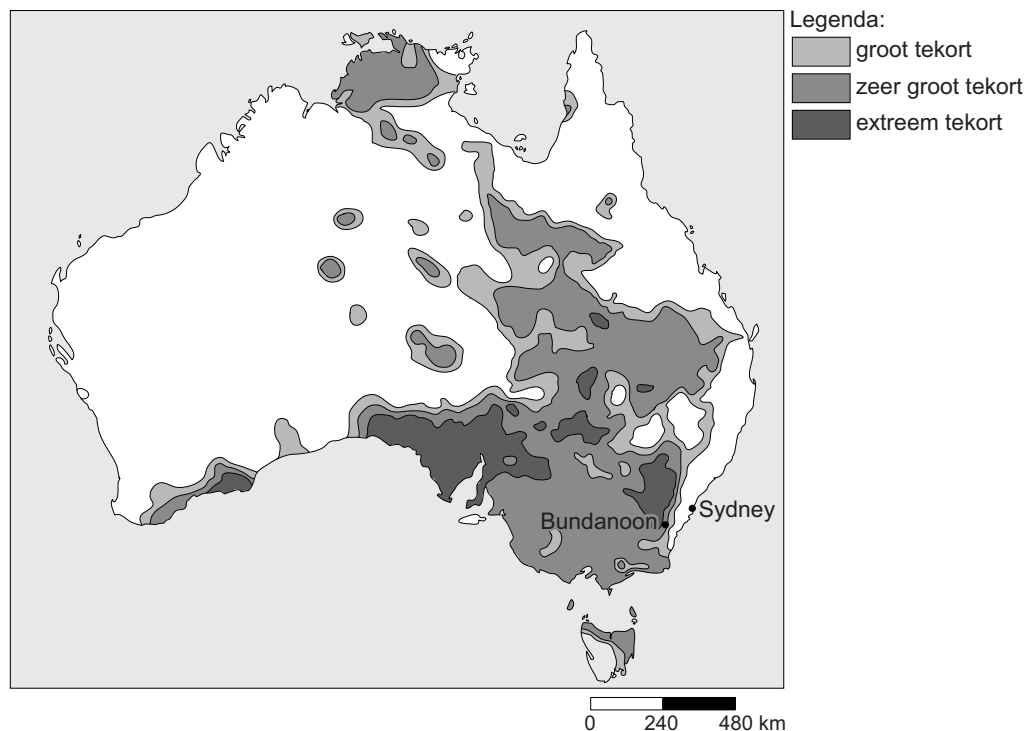 Legenda:
groot tekort
zeer groot tekort
extreem tekort
Bundanoon
Sydney
0 240 480 km